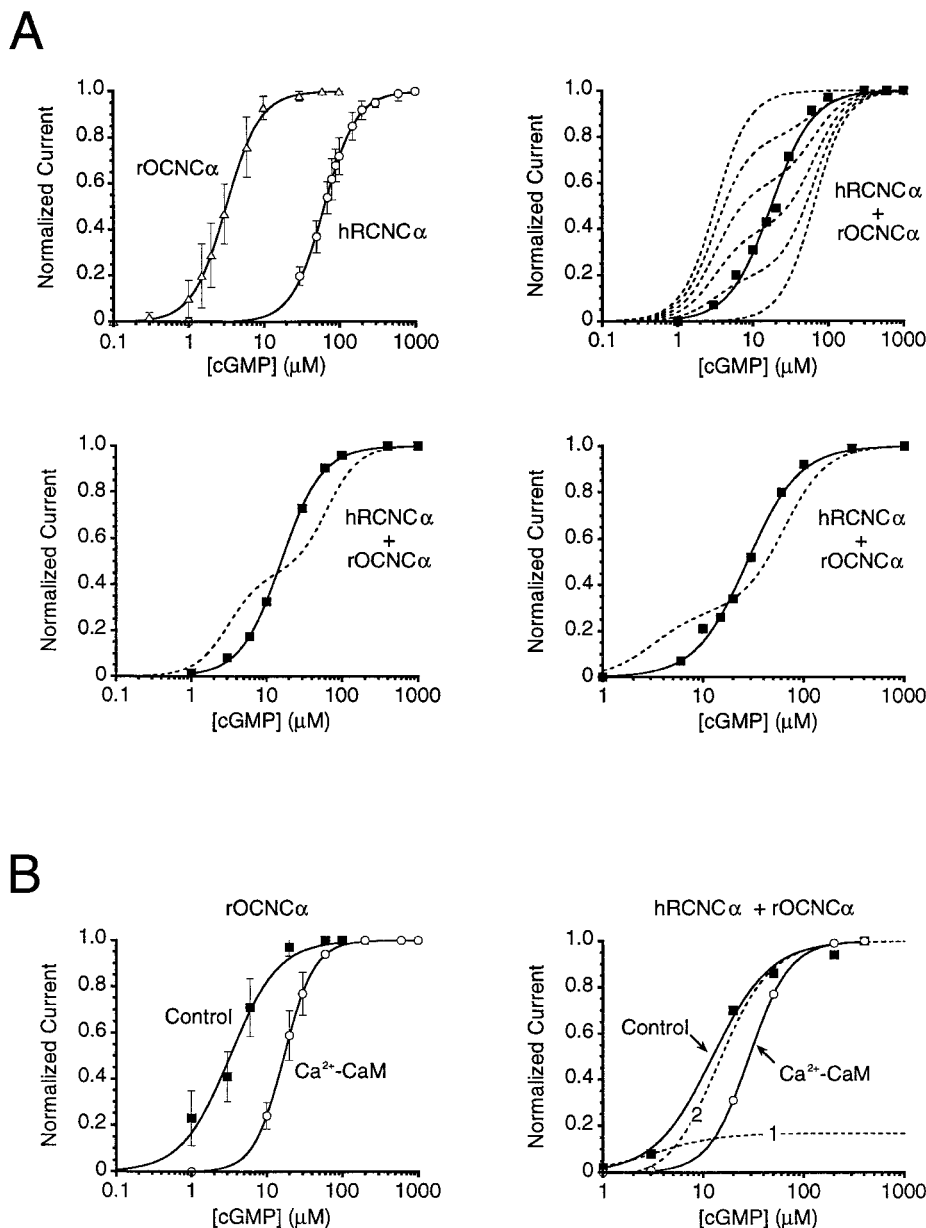 A
Normalized Current
1.0
0.8
0.6
0.4
0.2
0
rOCNCα
hRCNCα
0.1 1 10 100 1000
[cGMP] (μM)
Normalized Current
1.0
0.8
0.6
0.4
0.2
0
hRCNCα
+
rOCNCα
0.1 1 10 100 1000
[cGMP] (μM)
Normalized Current
1.0
0.8
0.6
0.4
0.2
0
hRCNCα
+
rOCNCα
0.1 1 10 100 1000
[cGMP] (μM)
Normalized Current
1.0
0.8
0.6
0.4
0.2
0
hRCNCα
+
rOCNCα
1 10 100 1000
[cGMP] (μM)
B
rOCNCα
Normalized Current
1.0
0.8
0.6
0.4
0.2
0
Control
Ca²⁺-CaM
0.1 1 10 100 1000
[cGMP] (μM)
hRCNCα + rOCNCα
Normalized Current
1.0
0.8
0.6
0.4
0.2
0
Control
Ca²⁺-CaM
2
1
1 10 100 1000
[cGMP] (μM)